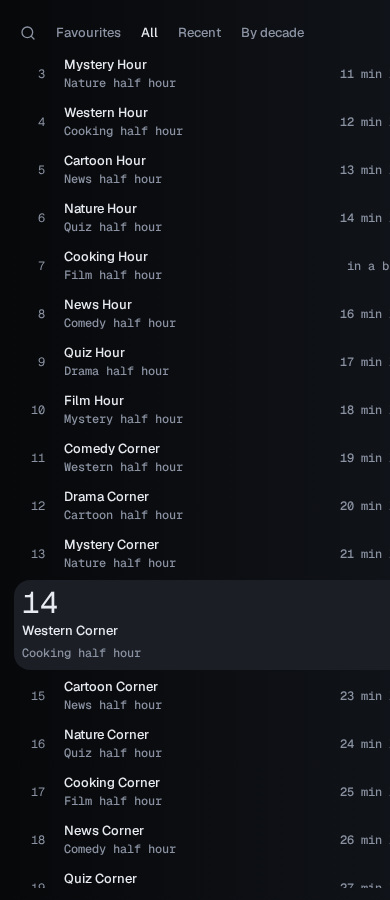 Favourites All Recent By decade
3 Mystery Hour 11 min
Nature half hour
4 Western Hour 12 min
Cooking half hour
5 Cartoon Hour 13 min
News half hour
6 Nature Hour 14 min
Quiz half hour
7 Cooking Hour in a b
Film half hour
8 News Hour 16 min
Comedy half hour
9 Quiz Hour 17 min
Drama half hour
10 Film Hour 18 min
Mystery half hour
11 Comedy Corner 19 min
Western half hour
12 Drama Corner 20 min
Cartoon half hour
13 Mystery Corner 21 min
Nature half hour
14
Western Corner
Cooking half hour
15 Cartoon Corner 23 min
News half hour
16 Nature Corner 24 min
Quiz half hour
17 Cooking Corner 25 min
Film half hour
18 News Corner 26 min
Comedy half hour
19 Quiz Corner 27 min